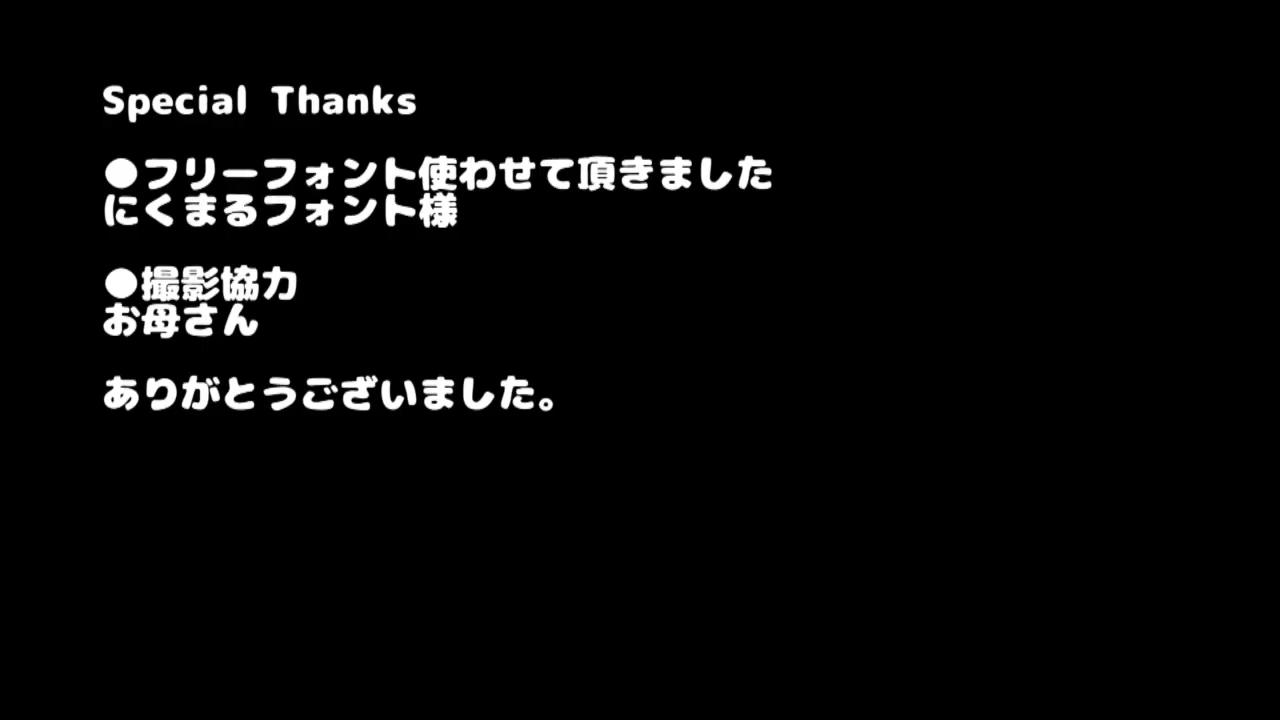 Special Thanks
●フリーフォント使わせて頂きました
にくまるフォント様
●撮影協力
お母さん
ありがとうございました。